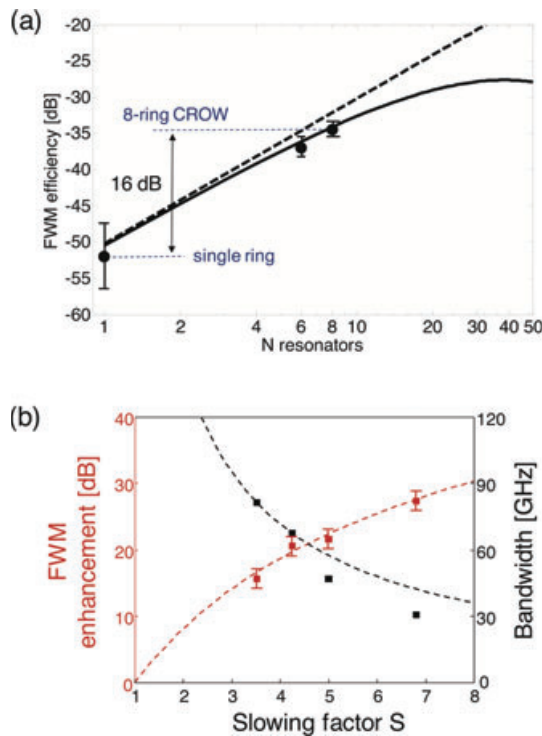 (a)
-20
-25
-30
-35
-40
-45
-50
-55
-60
FWM efficiency [dB]
8-ring CROW
16 dB
single ring
1 2 4 6 8 10 20 30 40 50
N resonators
(b)
40
30
20
10
0
FWM
enhancement [dB]
120
90
60
30
00
Bandwidth [GHz]
1 2 3 4 5 6 7 8
Slowing factor S